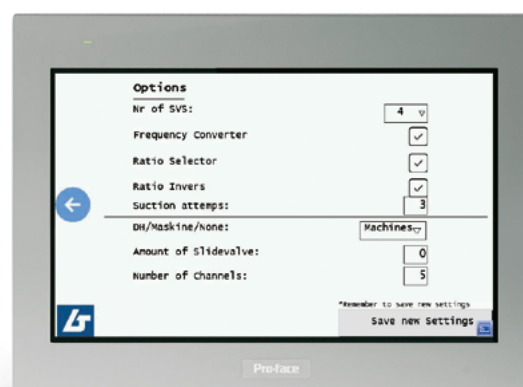 Options
Nr of SVS: 4
Frequency Converter
Ratio Selector
Ratio Invers
Suction attemps: 3
DH/Maskine/None: Machines
Amount of Slidevalve: 0
Number of Channels: 5
*Remember to save new settings
Save new Settings
Pro-face